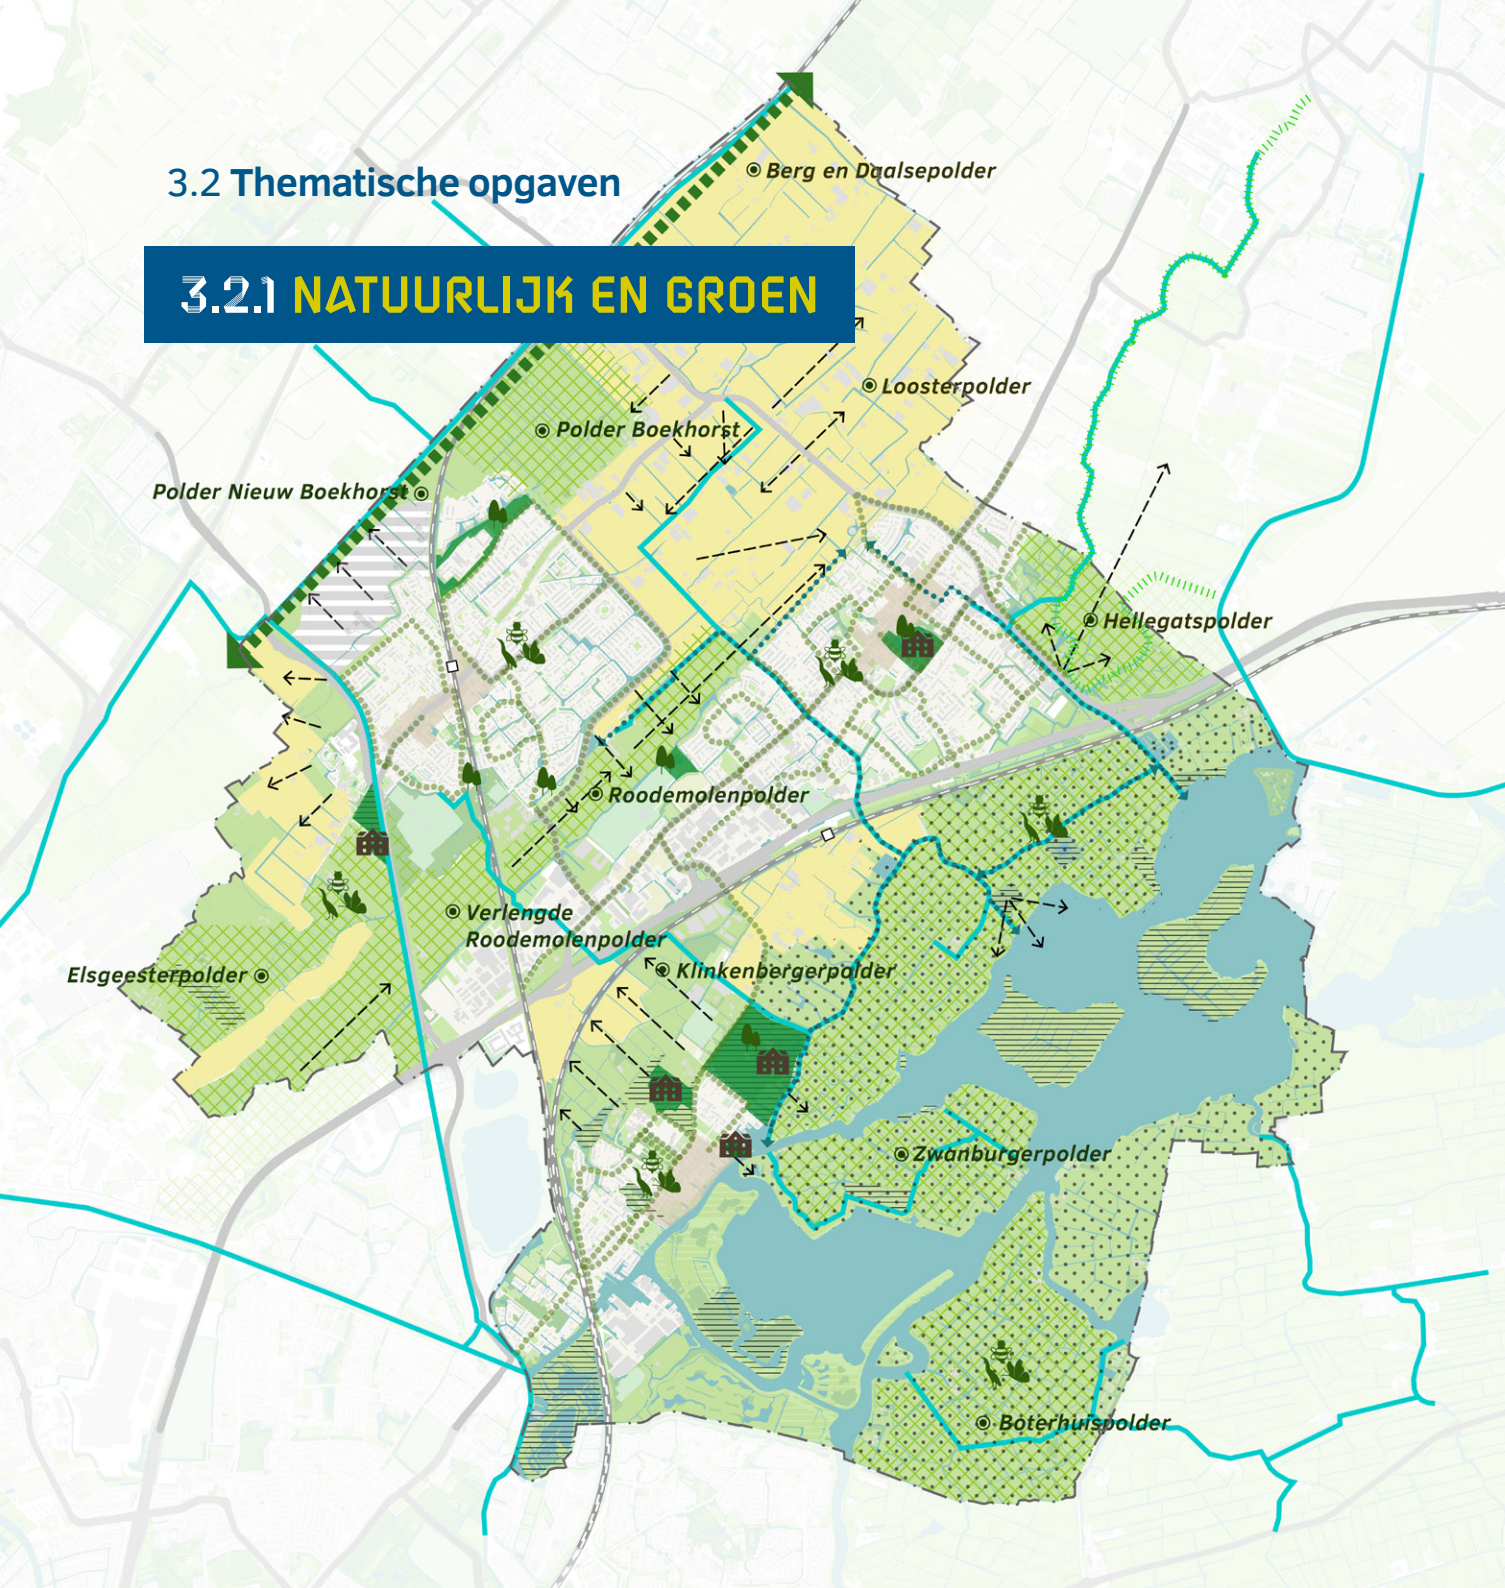 3.2 Thematische opgaven
3.2.1 NATUURLIJK EN GROEN
Berg en Daalsepolder
Loosterpolder
Polder Boekhorst
Polder Nieuw Boekhorst
Hellegatspolder
Roodemolenpolder
Verlengde
Roodemolenpolder
Elsgeesterpolder
Klinkenbergerpolder
Zwanburgerpolder
Boterhuispolder